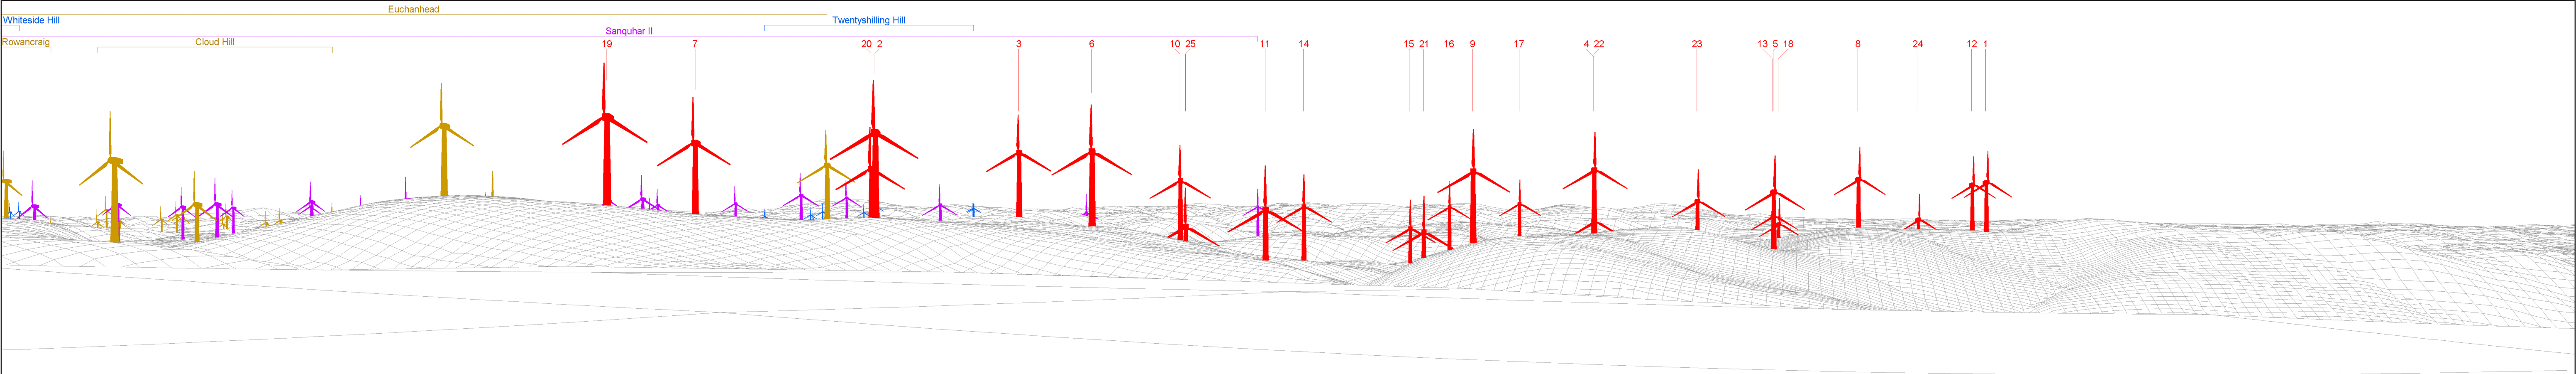 Euchanhead
Whiteside Hill
Twentyshilling Hill
Sanquhar II
Rowancraig
Cloud Hill
19
7
20 2
3
6
10 25
11
14
15 21 16 9
17
4 22
23
13 5 18
8
24
12 1